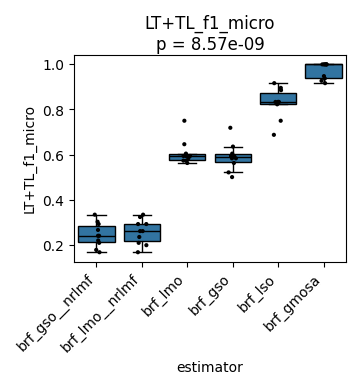 LT+TL_f1_micro
p = 8.57e-09
LT+TL_f1_micro
1.0
0.8
0.6
0.4
0.2
brf_gso__nrlmf
brf_lmo__nrlmf
brf_lmo
brf_gso
brf_lso
brf_gmosa
estimator